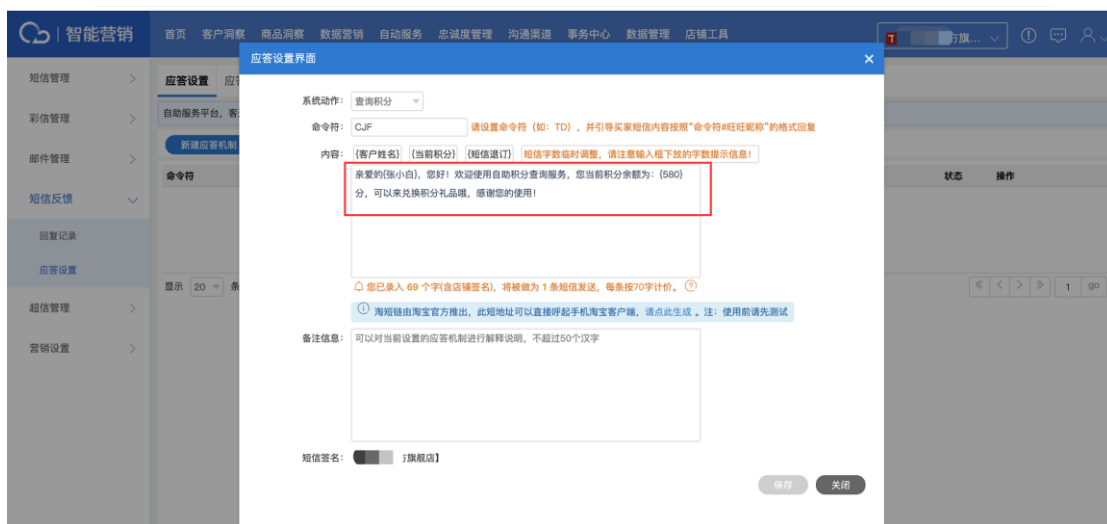 智能营销
首页 客户洞察 商品洞察 数据营销 自动服务 忠诚度管理 沟通渠道 事务中心 数据管理 店铺工具
T 旗...
应答设置界面
短信管理
彩信管理
邮件管理
短信反馈
回复记录
应答设置
超信管理
营销设置
应答设置
自助服务平台，客
新建应答机制
命令符
状态 操作
显示 20 条
1 go
系统动作： 查询积分
命令符： CJF 请设置命令符（如：TD），并引导买家短信内容按照"命令符#旺旺昵称"的格式回复
内容： {客户姓名} {当前积分} {短信退订} 短信字数临时调整，请注意输入框下放的字数提示信息！
亲爱的{张小白}，您好！欢迎使用自助积分查询服务，您当前积分余额为：{580}
分，可以来兑换积分礼品哦，感谢您的使用！
您已录入 69 个字(含店铺签名)，将被做为 1 条短信发送，每条按70字计价。
淘短链由淘宝官方推出，此短地址可以直接呼起手机淘宝客户端，请点此生成 。注：使用前请先测试
备注信息： 可以对当前设置的应答机制进行解释说明，不超过50个汉字
短信签名： 旗舰店】
保存 关闭